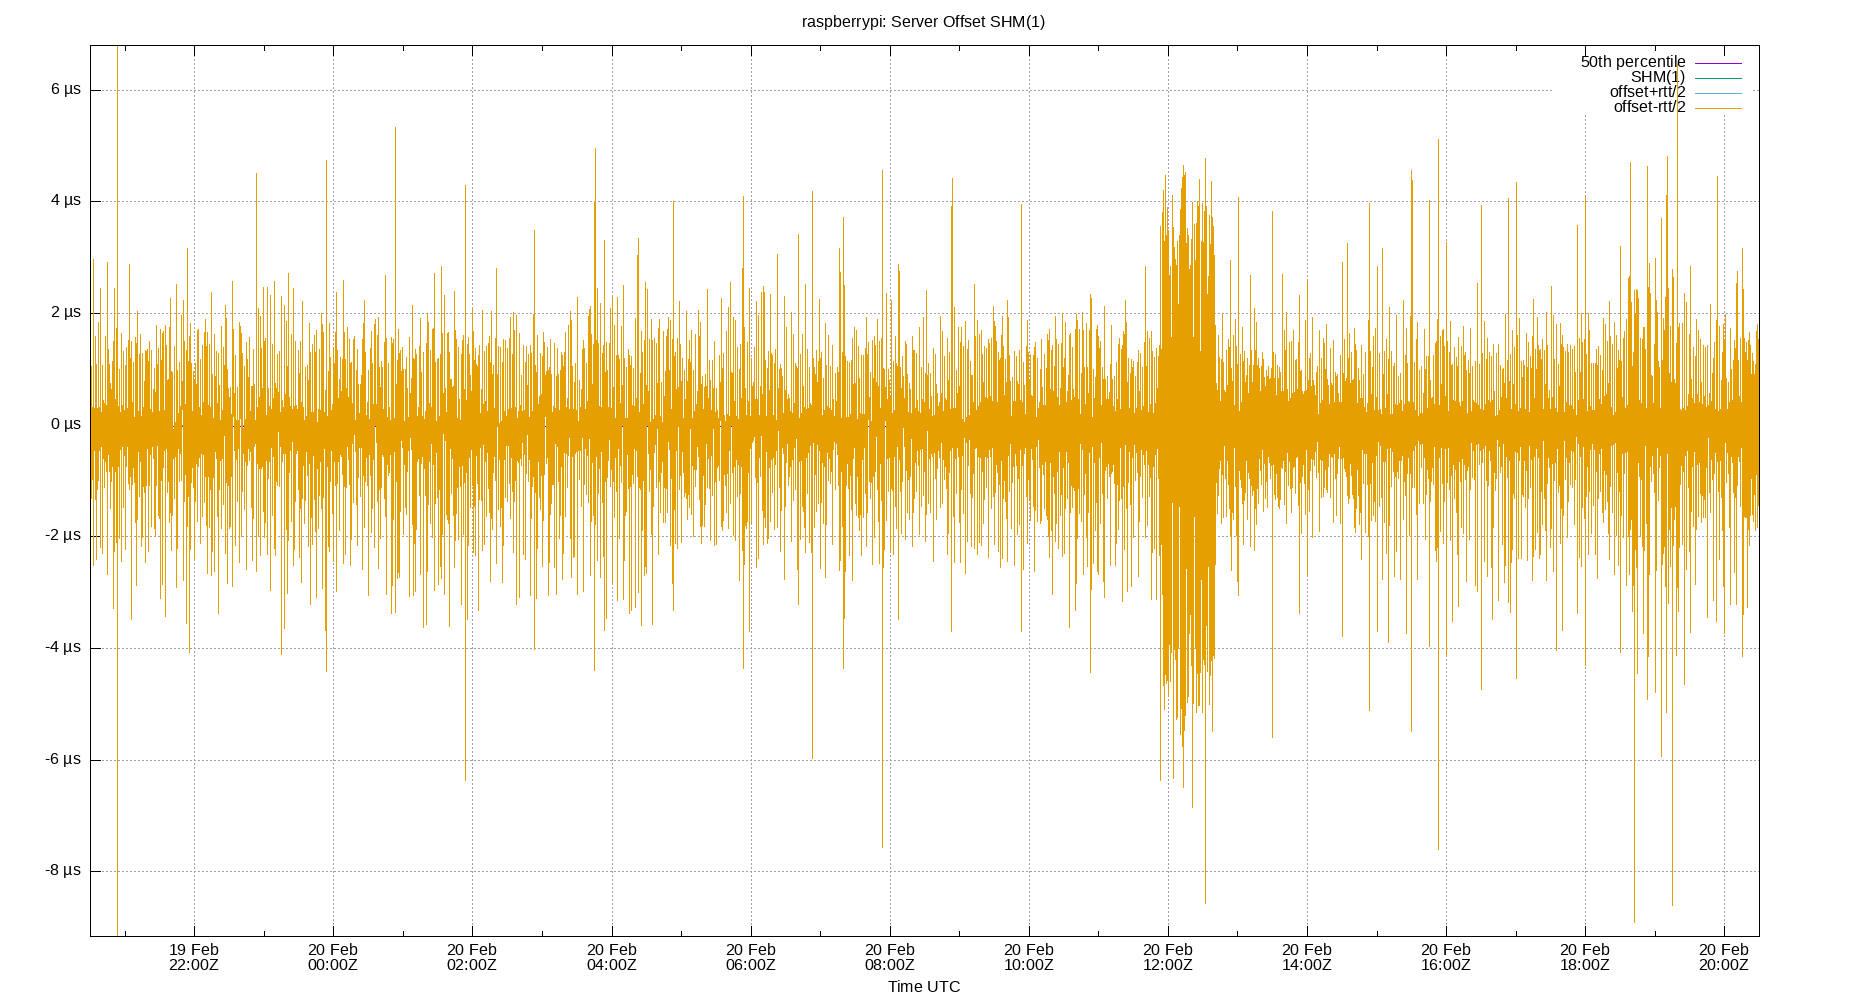 raspberrypi: Server Offset SHM(1)
50th percentile
SHM(1)
offset+rtt/2
offset-rtt/2
6 µs
4 µs
2 µs
0 µs
-2 µs
-4 µs
-6 µs
-8 µs
19 Feb 20 Feb 20 Feb 20 Feb 20 Feb 20 Feb 20 Feb 20 Feb 20 Feb 20 Feb 20 Feb 20 Feb
22:00Z 00:00Z 02:00Z 04:00Z 06:00Z 08:00Z 10:00Z 12:00Z 14:00Z 16:00Z 18:00Z 20:00Z
Time UTC